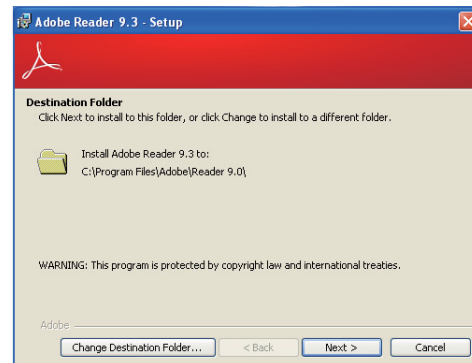 Adobe Reader 9.3 - Setup
Destination Folder
Click Next to install to this folder, or click Change to install to a different folder.
Install Adobe Reader 9.3 to:
C:\Program Files\Adobe\Reader 9.0\
WARNING: This program is protected by copyright law and international treaties.
Adobe
Change Destination Folder... < Back Next > Cancel